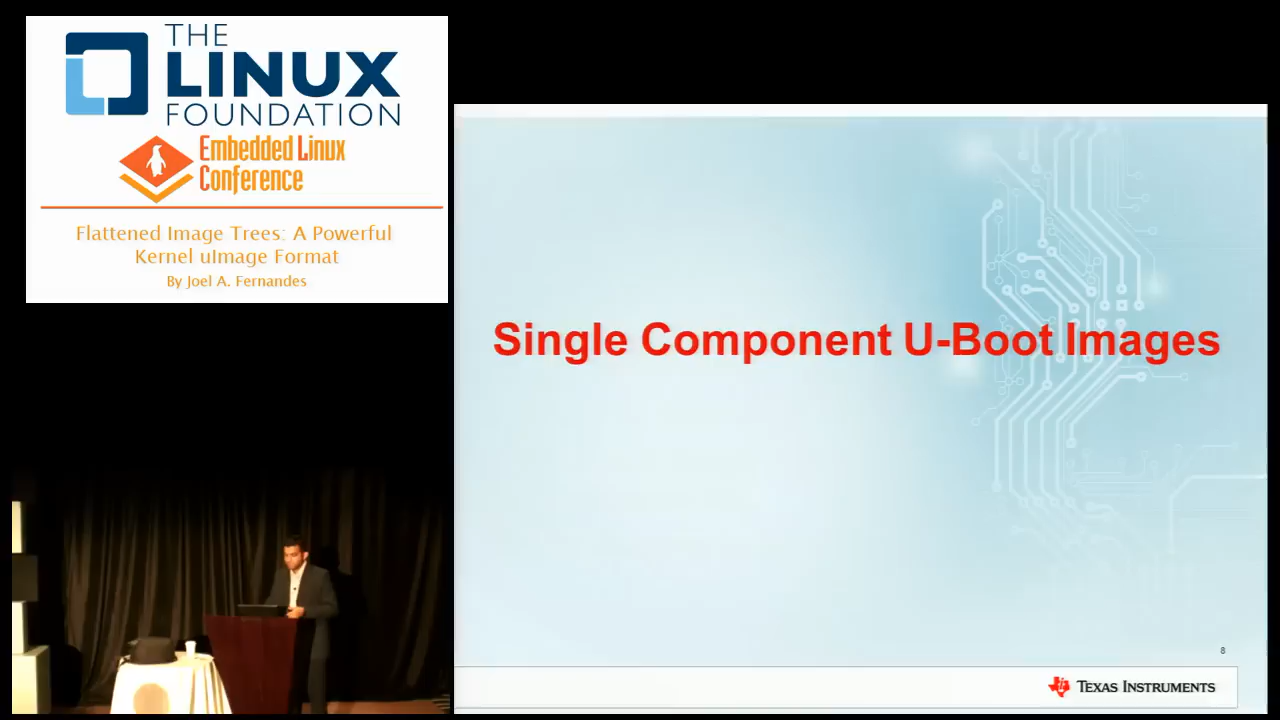 THE
LINUX
FOUNDATION
Embedded Linux
Conference
Flattened Image Trees: A Powerful
Kernel uImage Format
By Joel A. Fernandes
Single Component U-Boot Images
8
TEXAS INSTRUMENTS